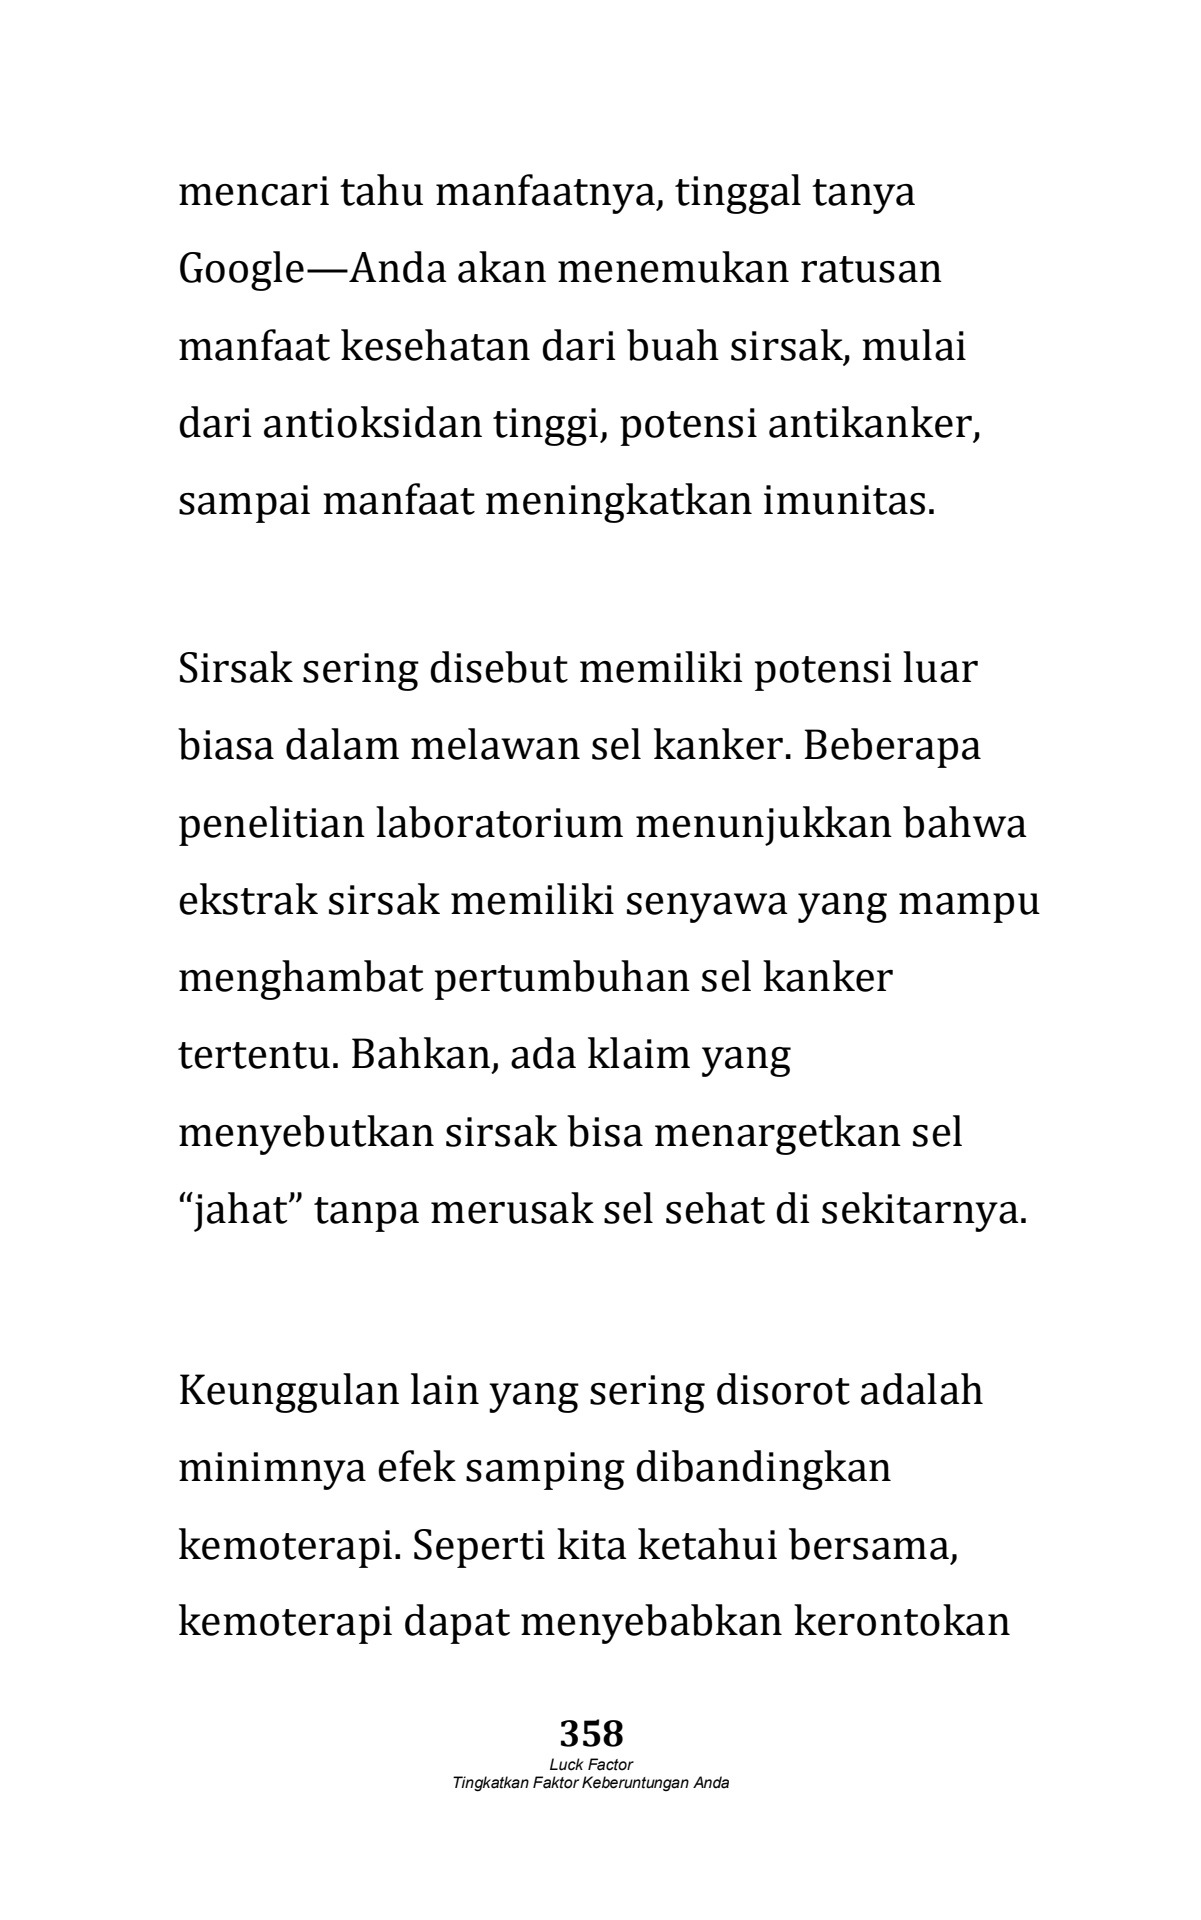 mencari tahu manfaatnya, tinggal tanya
Google—Anda akan menemukan ratusan
manfaat kesehatan dari buah sirsak, mulai
dari antioksidan tinggi, potensi antikanker,
sampai manfaat meningkatkan imunitas.
Sirsak sering disebut memiliki potensi luar
biasa dalam melawan sel kanker. Beberapa
penelitian laboratorium menunjukkan bahwa
ekstrak sirsak memiliki senyawa yang mampu
menghambat pertumbuhan sel kanker
tertentu. Bahkan, ada klaim yang
menyebutkan sirsak bisa menargetkan sel
“jahat” tanpa merusak sel sehat di sekitarnya.
Keunggulan lain yang sering disorot adalah
minimnya efek samping dibandingkan
kemoterapi. Seperti kita ketahui bersama,
kemoterapi dapat menyebabkan kerontokan
358
Luck Factor
Tingkatkan Faktor Keberuntungan Anda